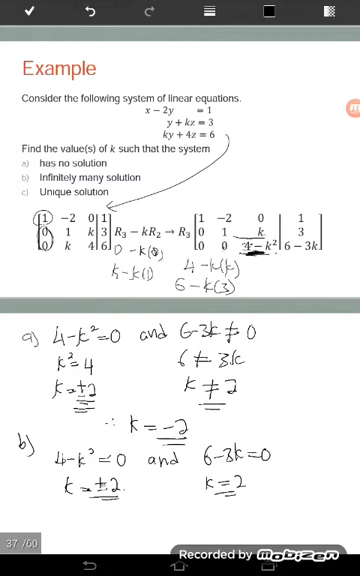 Example
Consider the following system of linear equations.
x − 2y = 1
y + kz = 3
ky + 4z = 6
Find the value(s) of k such that the system
a) has no solution
b) Infinitely many solution
c) Unique solution
[1 −2 0|1
0 1 k|3
0 k 4|6] R₃ − kR₂ → R₃ [1 −2 0 | 1
0 1 k | 3
0 0 4 − k² | 6 − 3k]
0 − k(0)
k − k(1) 4 − k(k)
6 − k(3)
a) 4 − k² = 0 and 6 − 3k ≠ 0
k² = 4 6 ≠ 3k
k = ±2 k ≠ 2
∴ k = −2
b) 4 − k² = 0 and 6 − 3k = 0
k = ±2 k = 2
37 /60
Recorded by Mobizen